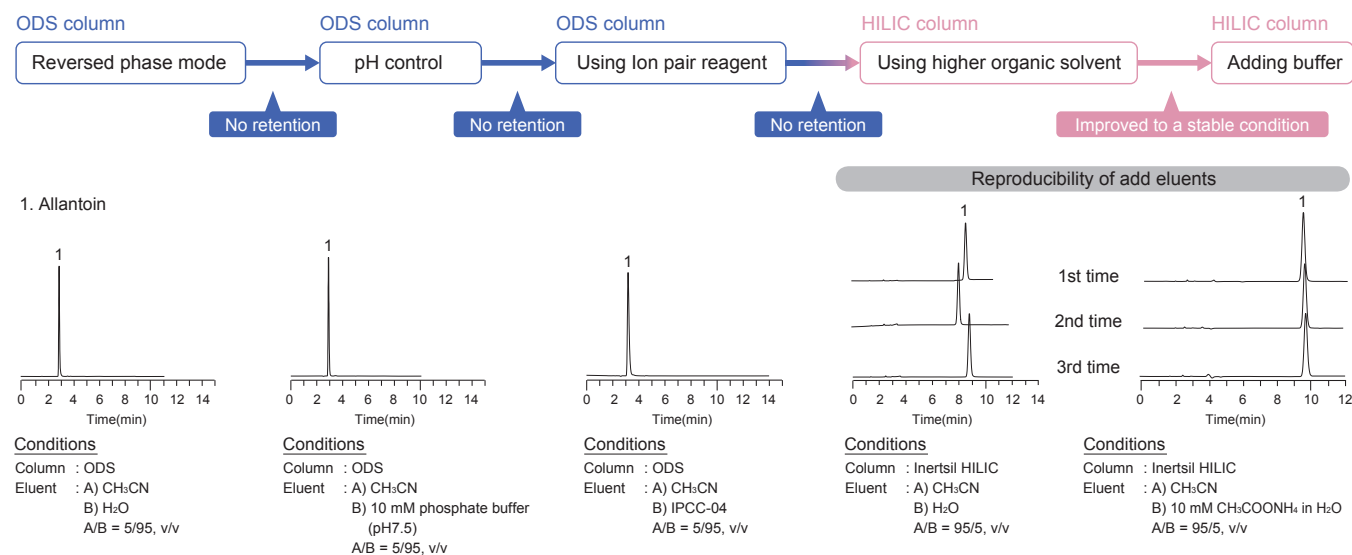 ODS column
ODS column
ODS column
HILIC column
HILIC column
Reversed phase mode
pH control
Using Ion pair reagent
Using higher organic solvent
Adding buffer
No retention
No retention
No retention
Improved to a stable condition
Reproducibility of add eluents
1. Allantoin
1
1
1
1
1
1st time
2nd time
3rd time
0 2 4 6 8 10 12 14
Time(min)
0 2 4 6 8 10 12 14
Time(min)
0 2 4 6 8 10 12 14
Time(min)
0 2 4 6 8 10 12 14
Time(min)
0 2 4 6 8 10 12
Time(min)
Conditions
Column : ODS
Eluent : A) CH₃CN
B) H₂O
A/B = 5/95, v/v
Conditions
Column : ODS
Eluent : A) CH₃CN
B) 10 mM phosphate buffer
(pH7.5)
A/B = 5/95, v/v
Conditions
Column : ODS
Eluent : A) CH₃CN
B) IPCC-04
A/B = 5/95, v/v
Conditions
Column : Inertsil HILIC
Eluent : A) CH₃CN
B) H₂O
A/B = 95/5, v/v
Conditions
Column : Inertsil HILIC
Eluent : A) CH₃CN
B) 10 mM CH₃COONH₄ in H₂O
A/B = 95/5, v/v